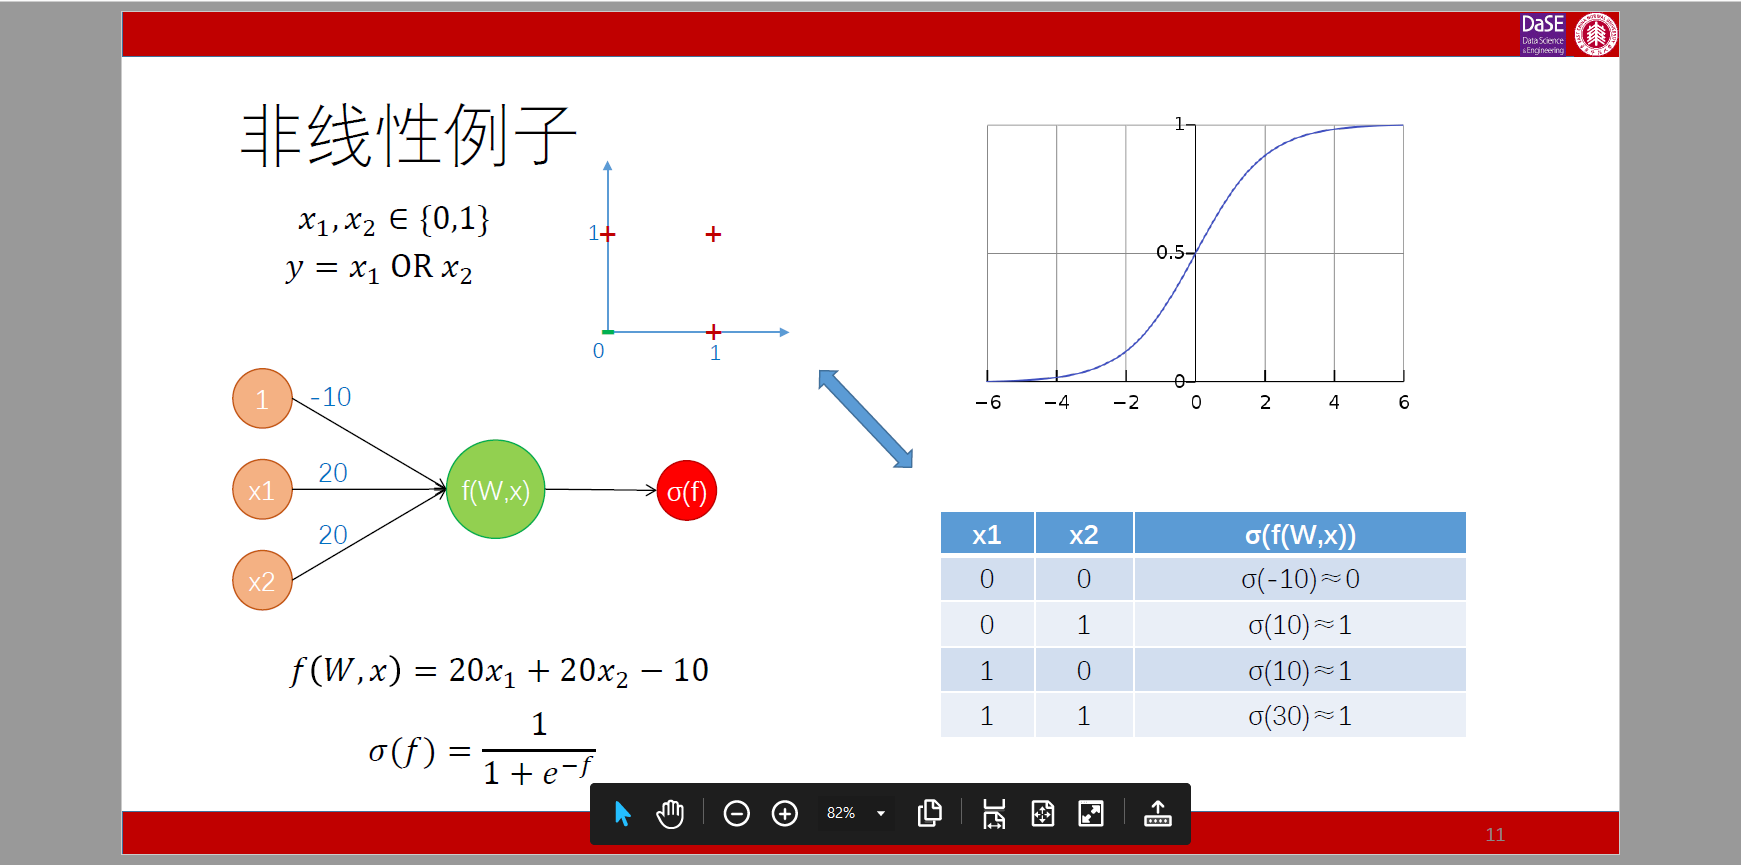 DaSE
Data Science
& Engineering
非线性例子
x₁, x₂ ∈ {0,1}
y = x₁ OR x₂
1
0
1
1
0.5
0
−6 −4 −2 0 2 4 6
1
-10
x1
20
x2
20
f(W,x)
σ(f)
f(W,x) = 20x₁ + 20x₂ − 10
σ(f) = 1 / (1 + e^{−f})
x1 x2 σ(f(W,x))
0 0 σ(-10)≈0
0 1 σ(10)≈1
1 0 σ(10)≈1
1 1 σ(30)≈1
82%
11